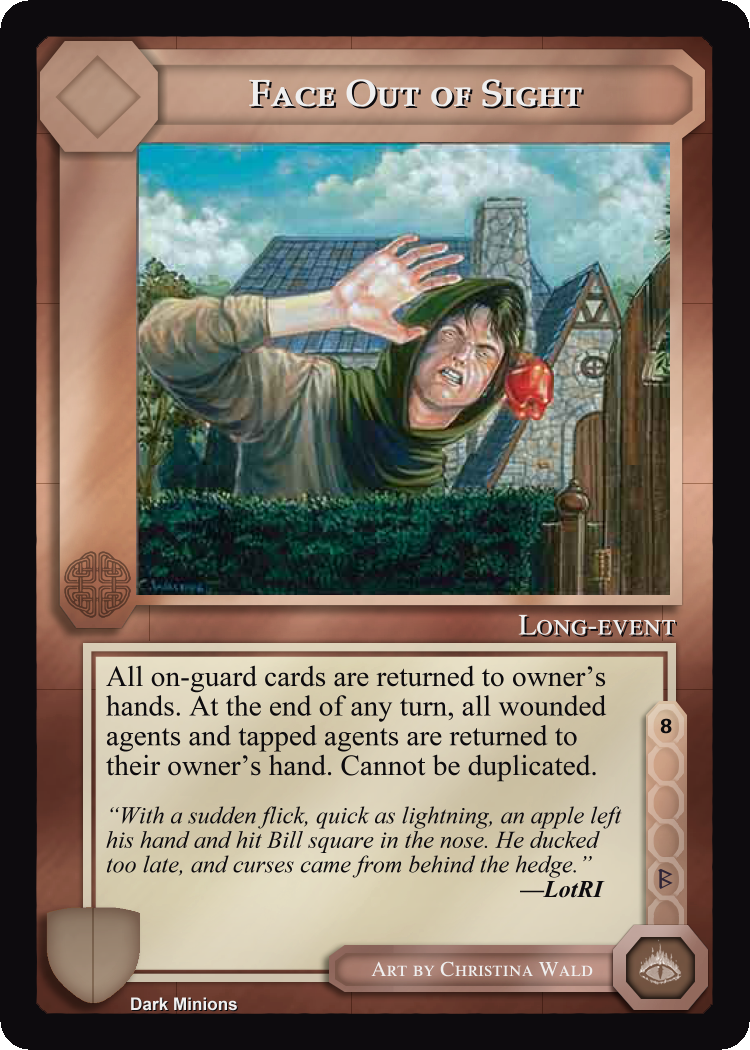 Face Out of Sight
Long-event
All on-guard cards are returned to owner's
hands. At the end of any turn, all wounded
agents and tapped agents are returned to
their owner's hand. Cannot be duplicated.
8
“With a sudden flick, quick as lightning, an apple left
his hand and hit Bill square in the nose. He ducked
too late, and curses came from behind the hedge.”
—LotRI
Art by Christina Wald
Dark Minions